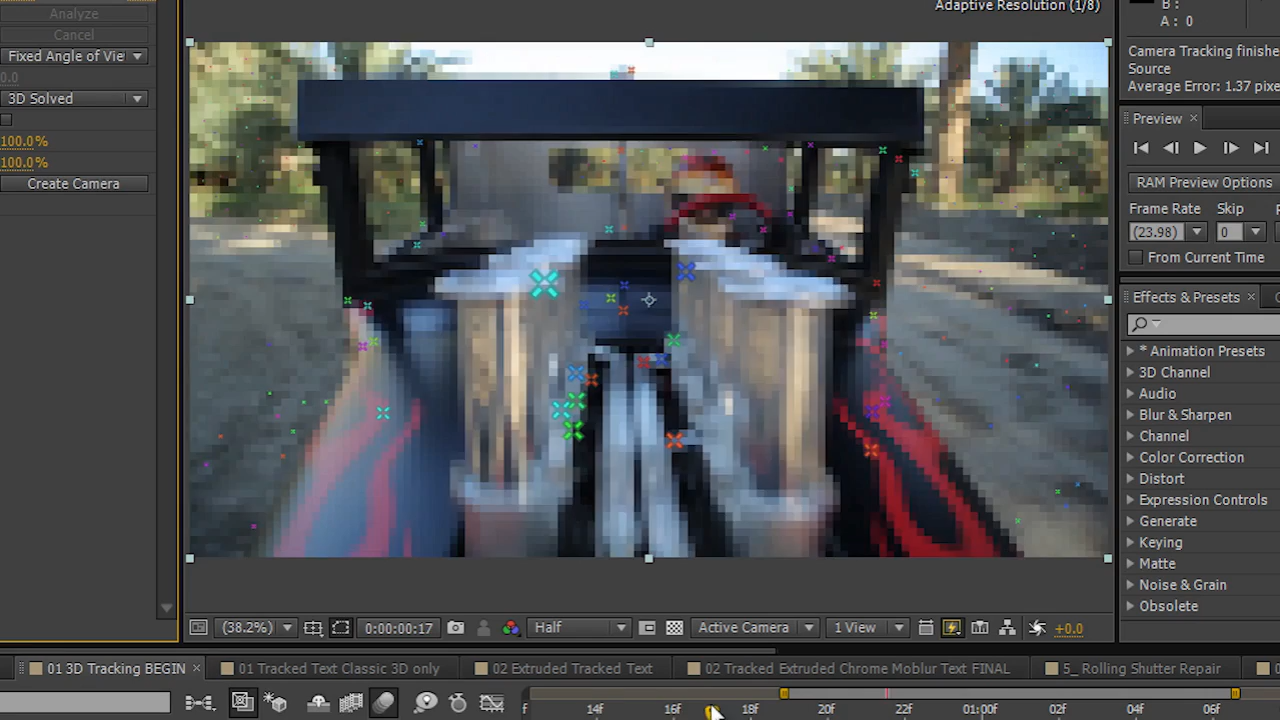 Analyze
Cancel
Fixed Angle of Vie
0.0
3D Solved
100.0%
100.0%
Create Camera
Adaptive Resolution (1/8)
B :
A : 0
Camera Tracking finishe
Source
Average Error: 1.37 pixe
Preview ×
RAM Preview Options
Frame Rate Skip
(23.98) 0
From Current Time
Effects & Presets ×
* Animation Presets
3D Channel
Audio
Blur & Sharpen
Channel
Color Correction
Distort
Expression Controls
Generate
Keying
Matte
Noise & Grain
Obsolete
(38.2%) 0:00:00:17 Half Active Camera 1 View +0.0
01 3D Tracking BEGIN × 01 Tracked Text Classic 3D only 02 Extruded Tracked Text 02 Tracked Extruded Chrome Moblur Text FINAL 5_ Rolling Shutter Repair
f 14f 16f 18f 20f 22f 01:00f 02f 04f 06f